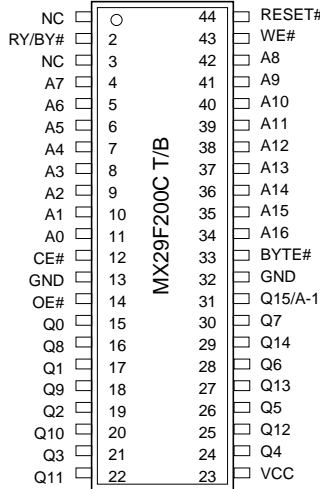 NC 44 RESET#
RY/BY# 2 43 WE#
NC 3 42 A8
A7 4 41 A9
A6 5 40 A10
A5 6 39 A11
A4 7 38 A12
A3 8 37 A13
A2 9 36 A14
A1 10 35 A15
A0 11 34 A16
CE# 12 33 BYTE#
GND 13 32 GND
OE# 14 31 Q15/A-1
Q0 15 30 Q7
Q8 16 29 Q14
Q1 17 28 Q6
Q9 18 27 Q13
Q2 19 26 Q5
Q10 20 25 Q12
Q3 21 24 Q4
Q11 22 23 VCC
MX29F200C T/B